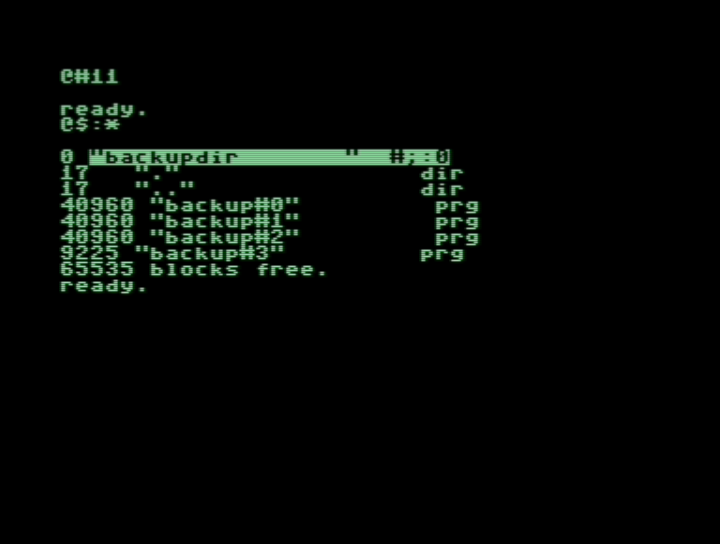 @#11
ready.
@$:*
0 "backupdir        "  #;:0
17   "."                 dir
17   ".."                dir
40960 "backup#0"          prg
40960 "backup#1"          prg
40960 "backup#2"          prg
9225 "backup#3"          prg
65535 blocks free.
ready.